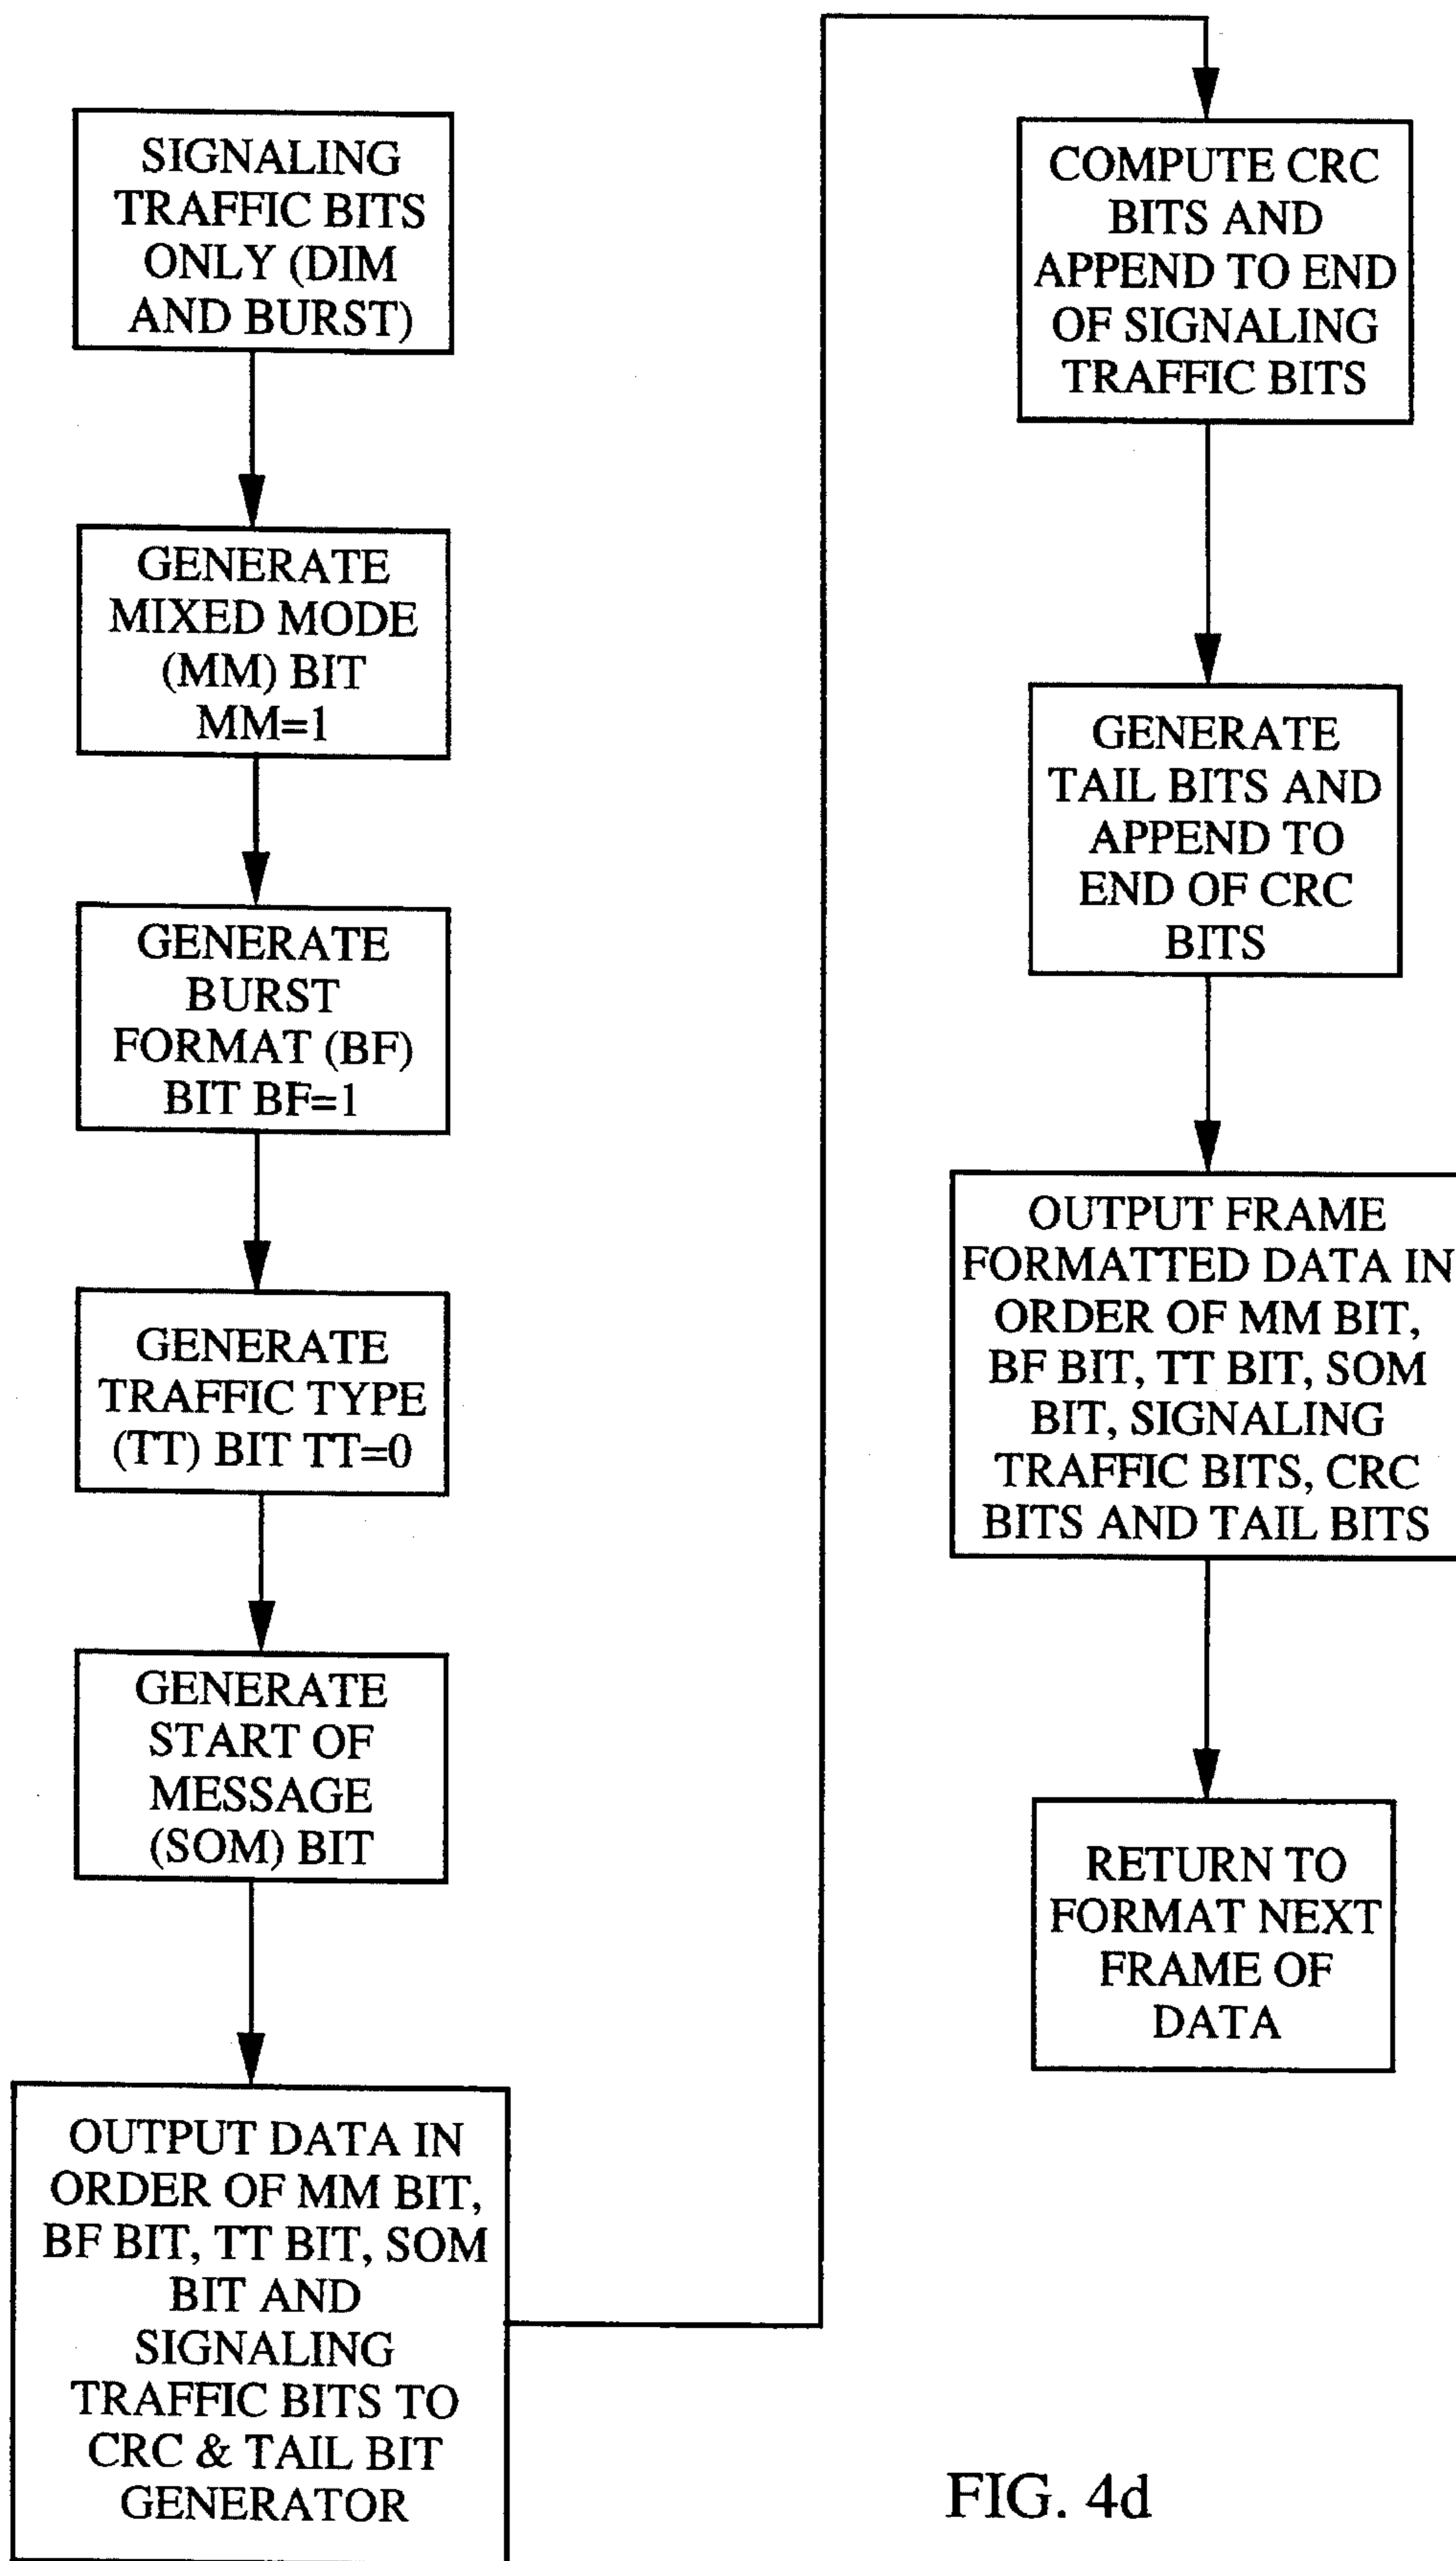 SIGNALING
TRAFFIC BITS
ONLY (DIM
AND BURST)
GENERATE
MIXED MODE
(MM) BIT
MM=1
GENERATE
BURST
FORMAT (BF)
BIT BF=1
GENERATE
TRAFFIC TYPE
(TT) BIT TT=0
GENERATE
START OF
MESSAGE
(SOM) BIT
OUTPUT DATA IN
ORDER OF MM BIT,
BF BIT, TT BIT, SOM
BIT AND
SIGNALING
TRAFFIC BITS TO
CRC & TAIL BIT
GENERATOR
COMPUTE CRC
BITS AND
APPEND TO END
OF SIGNALING
TRAFFIC BITS
GENERATE
TAIL BITS AND
APPEND TO
END OF CRC
BITS
OUTPUT FRAME
FORMATTED DATA IN
ORDER OF MM BIT,
BF BIT, TT BIT, SOM
BIT, SIGNALING
TRAFFIC BITS, CRC
BITS AND TAIL BITS
RETURN TO
FORMAT NEXT
FRAME OF
DATA
FIG. 4d